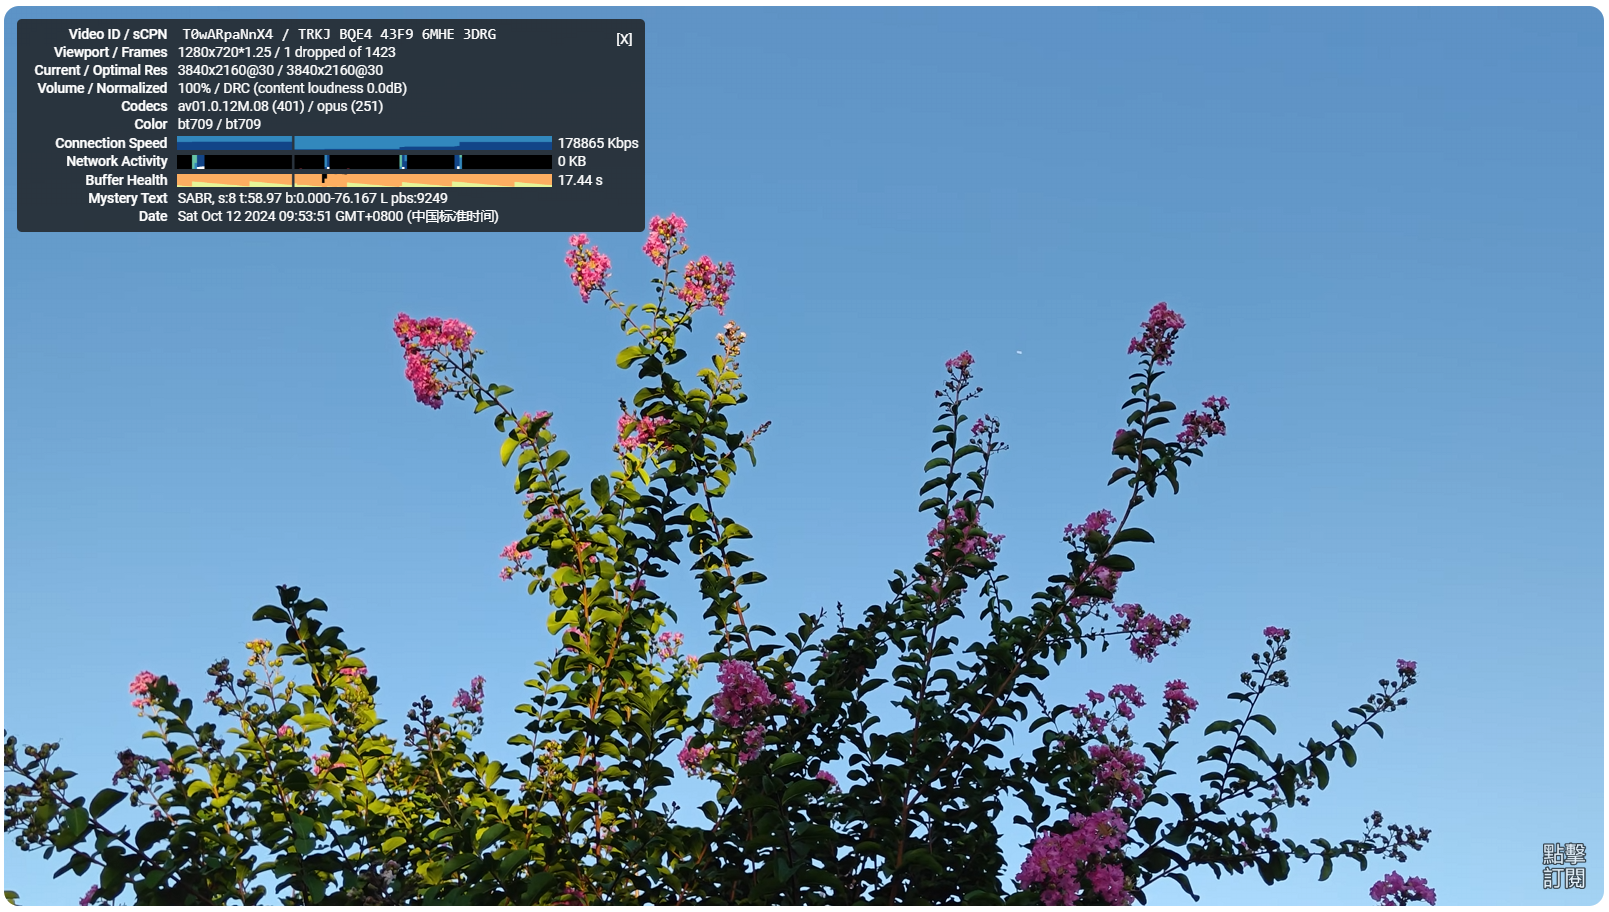 Video ID / sCPN T0wARpaNnX4 / TRKJ BQE4 43F9 6MHE 3DRG
[X]
Viewport / Frames 1280x720*1.25 / 1 dropped of 1423
Current / Optimal Res 3840x2160@30 / 3840x2160@30
Volume / Normalized 100% / DRC (content loudness 0.0dB)
Codecs av01.0.12M.08 (401) / opus (251)
Color bt709 / bt709
Connection Speed 178865 Kbps
Network Activity 0 KB
Buffer Health 17.44 s
Mystery Text SABR, s:8 t:58.97 b:0.000-76.167 L pbs:9249
Date Sat Oct 12 2024 09:53:51 GMT+0800 (中国标准时间)
點擊
訂閱